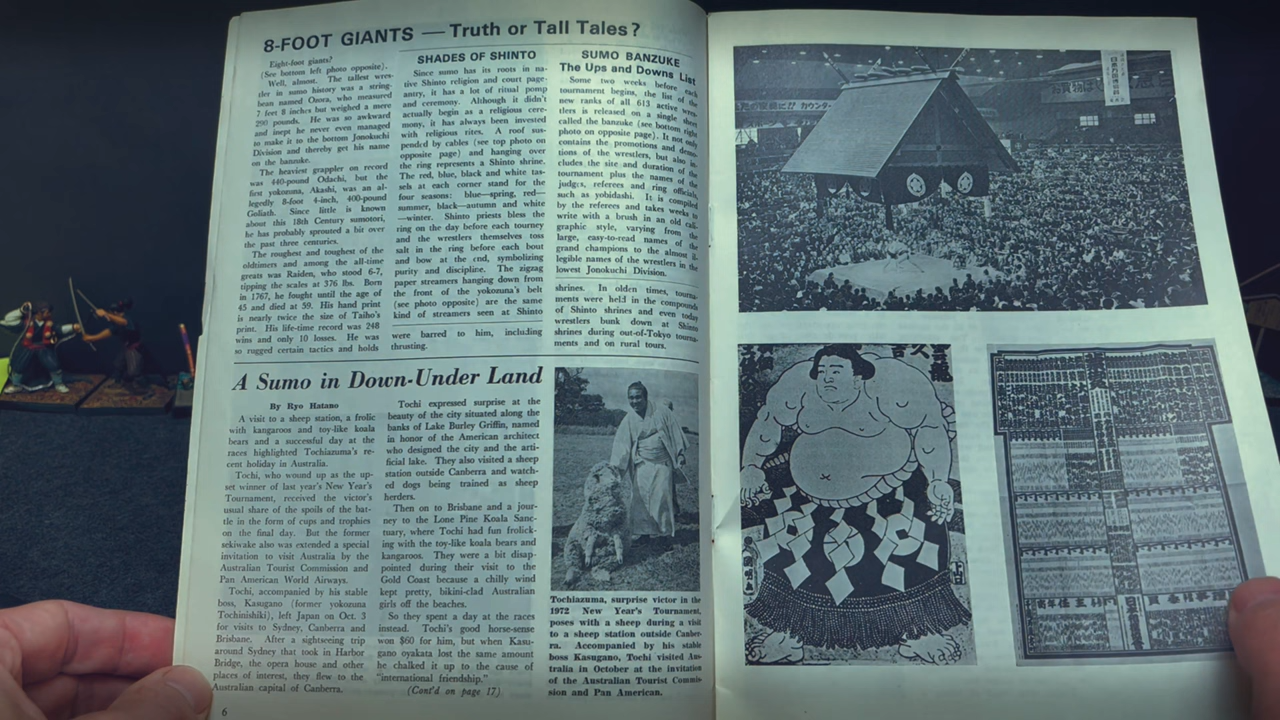 8-FOOT GIANTS — Truth or Tall Tales?
Eight-foot giants?
(See bottom left photo opposite).
Well, almost. The tallest wres-
tler in sumo history was a string-
bean named Ozora, who measured
7 feet 8 inches but weighed a mere
290 pounds. He was so awkward
and inept he never even managed
to make it to the bottom Jonokuchi
Division and thereby get his name
on the banzuke.
The heaviest grappler on record
was 440-pound Odachi, but the
first yokozuna, Akashi, was an al-
legedly 8-foot 4-inch, 400-pound
Goliath. Since little is known
about this 18th Century sumotori,
he has probably sprouted a bit over
the past three centuries.
The roughest and toughest of the
oldtimers and among the all-time
greats was Raiden, who stood 6-7,
tipping the scales at 376 lbs. Born
in 1767, he fought until the age of
45 and died at 59. His hand print
is nearly twice the size of Taiho's
print. His life-time record was 248
wins and only 10 losses. He was
so rugged certain tactics and holds
SHADES OF SHINTO
Since sumo has its roots in na-
tive Shinto religion and court page-
antry, it has a lot of ritual pomp
and ceremony. Although it didn't
actually begin as a religious cere-
mony, it has always been invested
with religious rites. A roof sus-
pended by cables (see top photo on
opposite page) and hanging over
the ring represents a Shinto shrine.
The red, blue, black and white tas-
sels at each corner stand for the
four seasons: blue—spring, red—
summer, black—autumn and white
—winter. Shinto priests bless the
ring on the day before each tourney
and the wrestlers themselves toss
salt in the ring before each bout
and bow at the end, symbolizing
purity and discipline. The zigzag
paper streamers hanging down from
the front of the yokozuna's belt
(see photo opposite) are the same
kind of streamers seen at Shinto
were barred to him, including
thrusting.
SUMO BANZUKE
The Ups and Downs List
Some two weeks before each
tournament begins, the list of the
new ranks of all 613 active wres-
tlers is released on a single sheet
called the banzuke (see bottom right
photo on opposite page). It not only
contains the promotions and demo-
tions of the wrestlers, but also in-
cludes the site and duration of the
tournament plus the names of the
judges, referees and ring officials,
such as yobidashi. It is compiled
by the referees and takes weeks to
write with a brush in an old cali-
graphic style, varying from the
large, easy-to-read names of the
grand champions to the almost il-
legible names of the wrestlers in the
lowest Jonokuchi Division.
shrines. In olden times, tourna-
ments were held in the compounds
of Shinto shrines and even today
wrestlers bunk down at Shinto
shrines during out-of-Tokyo tourna-
ments and on rural tours.
A Sumo in Down-Under Land
By Ryo Hatano
A visit to a sheep station, a frolic
with kangaroos and toy-like koala
bears and a successful day at the
races highlighted Tochiazuma's re-
cent holiday in Australia.
Tochi, who wound up as the up-
set winner of last year's New Year's
Tournament, received the victor's
usual share of the spoils of the bat-
tle in the form of cups and trophies
on the final day. But the former
sekiwake also was extended a special
invitation to visit Australia by the
Australian Tourist Commission and
Pan American World Airways.
Tochi, accompanied by his stable
boss, Kasugano (former yokozuna
Tochinishiki), left Japan on Oct. 3
for visits to Sydney, Canberra and
Brisbane. After a sightseeing trip
around Sydney that took in Harbor
Bridge, the opera house and other
places of interest, they flew to the
Australian capital of Canberra.
Tochi expressed surprise at the
beauty of the city situated along the
banks of Lake Burley Griffin, named
in honor of the American architect
who designed the city and the arti-
ficial lake. They also visited a sheep
station outside Canberra and watch-
ed dogs being trained as sheep
herders.
Then on to Brisbane and a jour-
ney to the Lone Pine Koala Sanc-
tuary, where Tochi had fun frolick-
ing with the toy-like koala bears and
kangaroos. They were a bit disap-
pointed during their visit to the
Gold Coast because a chilly wind
kept pretty, bikini-clad Australian
girls off the beaches.
So they spent a day at the races
instead. Tochi's good horse-sense
won $60 for him, but when Kasu-
gano oyakata lost the same amount
he chalked it up to the cause of
"international friendship."
(Cont'd on page 17)
Tochiazuma, surprise victor in the
1972 New Year's Tournament,
poses with a sheep during a visit
to a sheep station outside Canber-
ra. Accompanied by his stable
boss Kasugano, Tochi visited Aus-
tralia in October at the invitation
of the Australian Tourist Commis-
sion and Pan American.
6